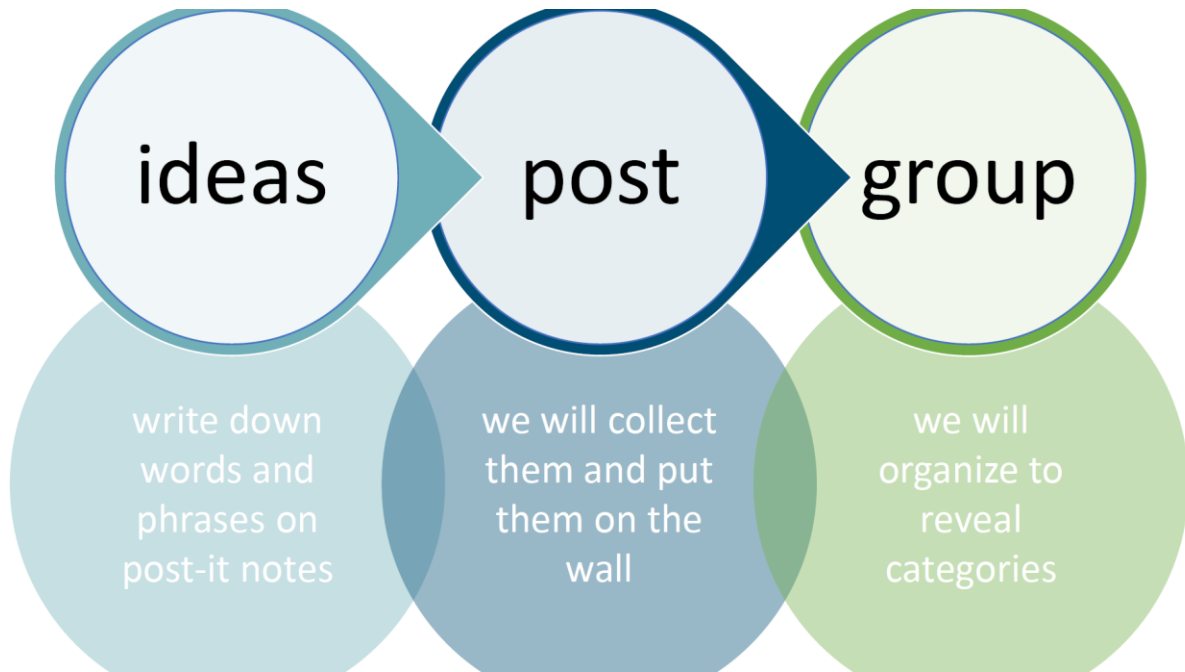 ideas
post
group
write down
words and
phrases on
post-it notes
we will collect
them and put
them on the
wall
we will
organize to
reveal
categories